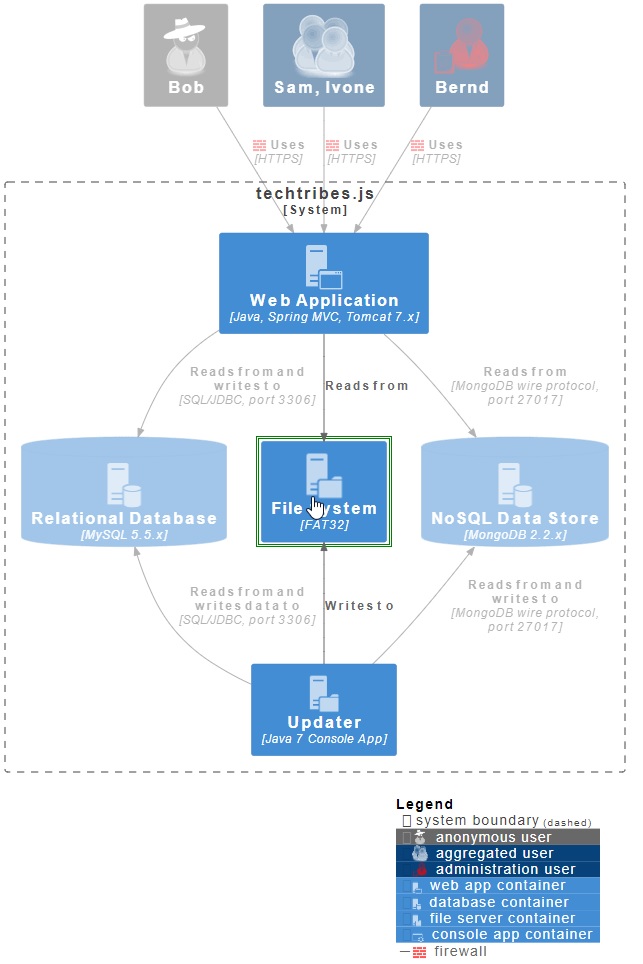 Bob
Sam, Ivone
Bernd
Uses
[HTTPS]
Uses
[HTTPS]
Uses
[HTTPS]
techtribes.js
[System]
Web Application
[Java, Spring MVC, Tomcat 7.x]
Reads from and
writes to
[SQL/JDBC, port 3306]
Reads from
Reads from
[MongoDB wire protocol,
port 27017]
Relational Database
[MySQL 5.5.x]
File System
[FAT32]
NoSQL Data Store
[MongoDB 2.2.x]
Reads from and
writes data to
[SQL/JDBC, port 3306]
Writes to
Reads from and
writes to
[MongoDB wire protocol,
port 27017]
Updater
[Java 7 Console App]
Legend
system boundary (dashed)
anonymous user
aggregated user
administration user
web app container
database container
file server container
console app container
firewall